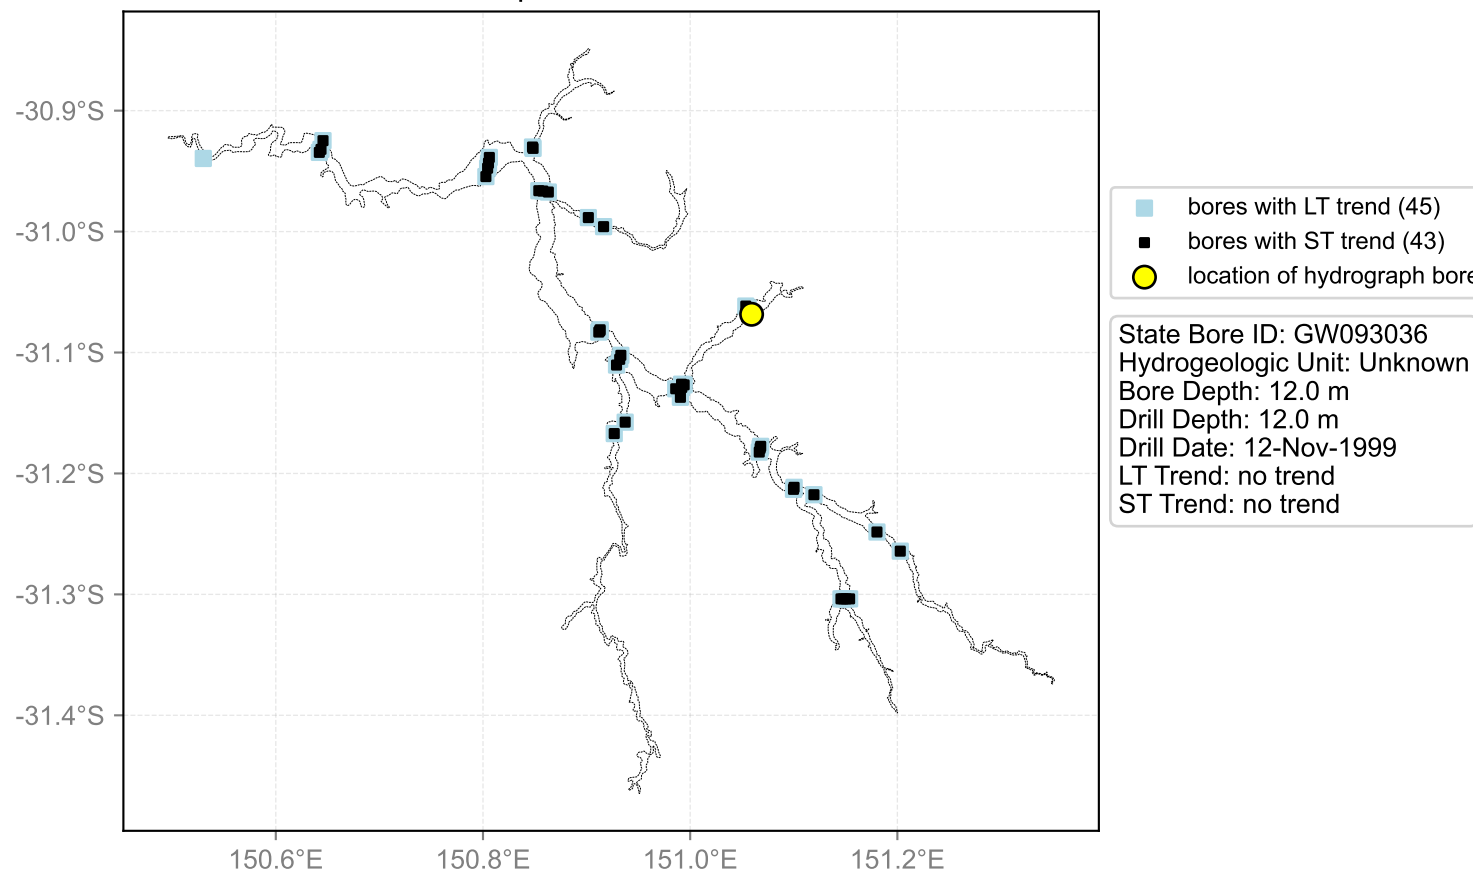 -30.9°S
-31.0°S
-31.1°S
-31.2°S
-31.3°S
-31.4°S
150.6°E
150.8°E
151.0°E
151.2°E
bores with LT trend (45)
bores with ST trend (43)
location of hydrograph bore
State Bore ID: GW093036
Hydrogeologic Unit: Unknown
Bore Depth: 12.0 m
Drill Depth: 12.0 m
Drill Date: 12-Nov-1999
LT Trend: no trend
ST Trend: no trend